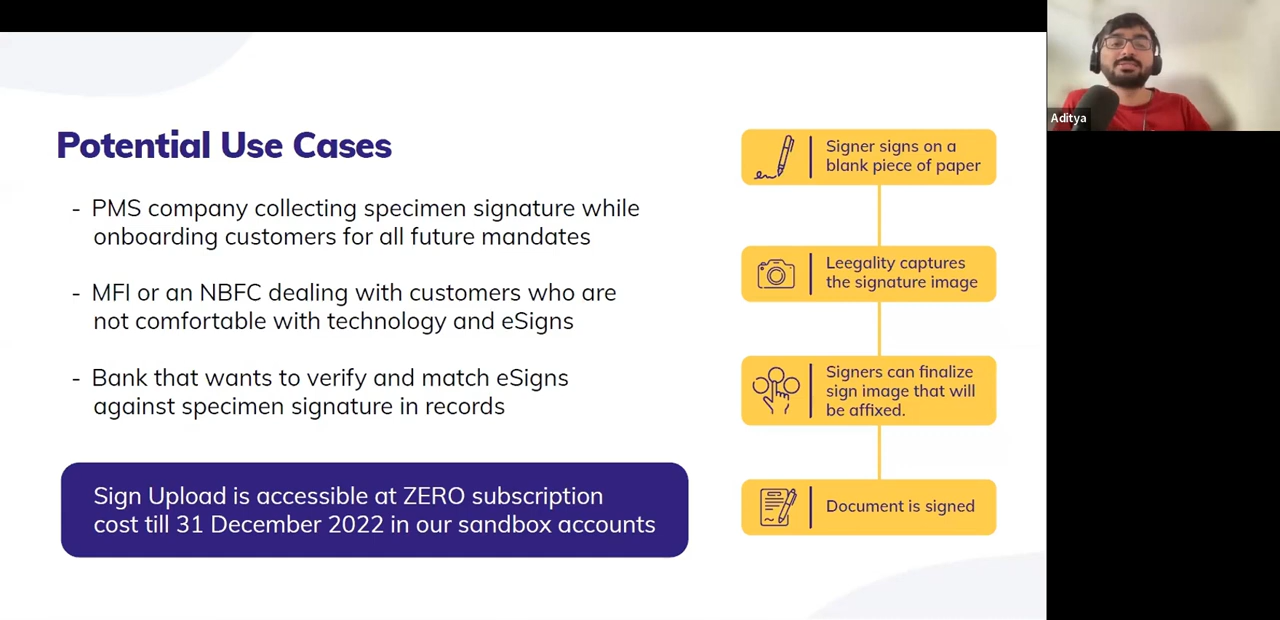 Potential Use Cases
- PMS company collecting specimen signature while
onboarding customers for all future mandates
- MFI or an NBFC dealing with customers who are
not comfortable with technology and eSigns
- Bank that wants to verify and match eSigns
against specimen signature in records
Sign Upload is accessible at ZERO subscription
cost till 31 December 2022 in our sandbox accounts
Signer signs on a
blank piece of paper
Leegality captures
the signature image
Signers can finalize
sign image that will
be affixed.
Document is signed
Aditya